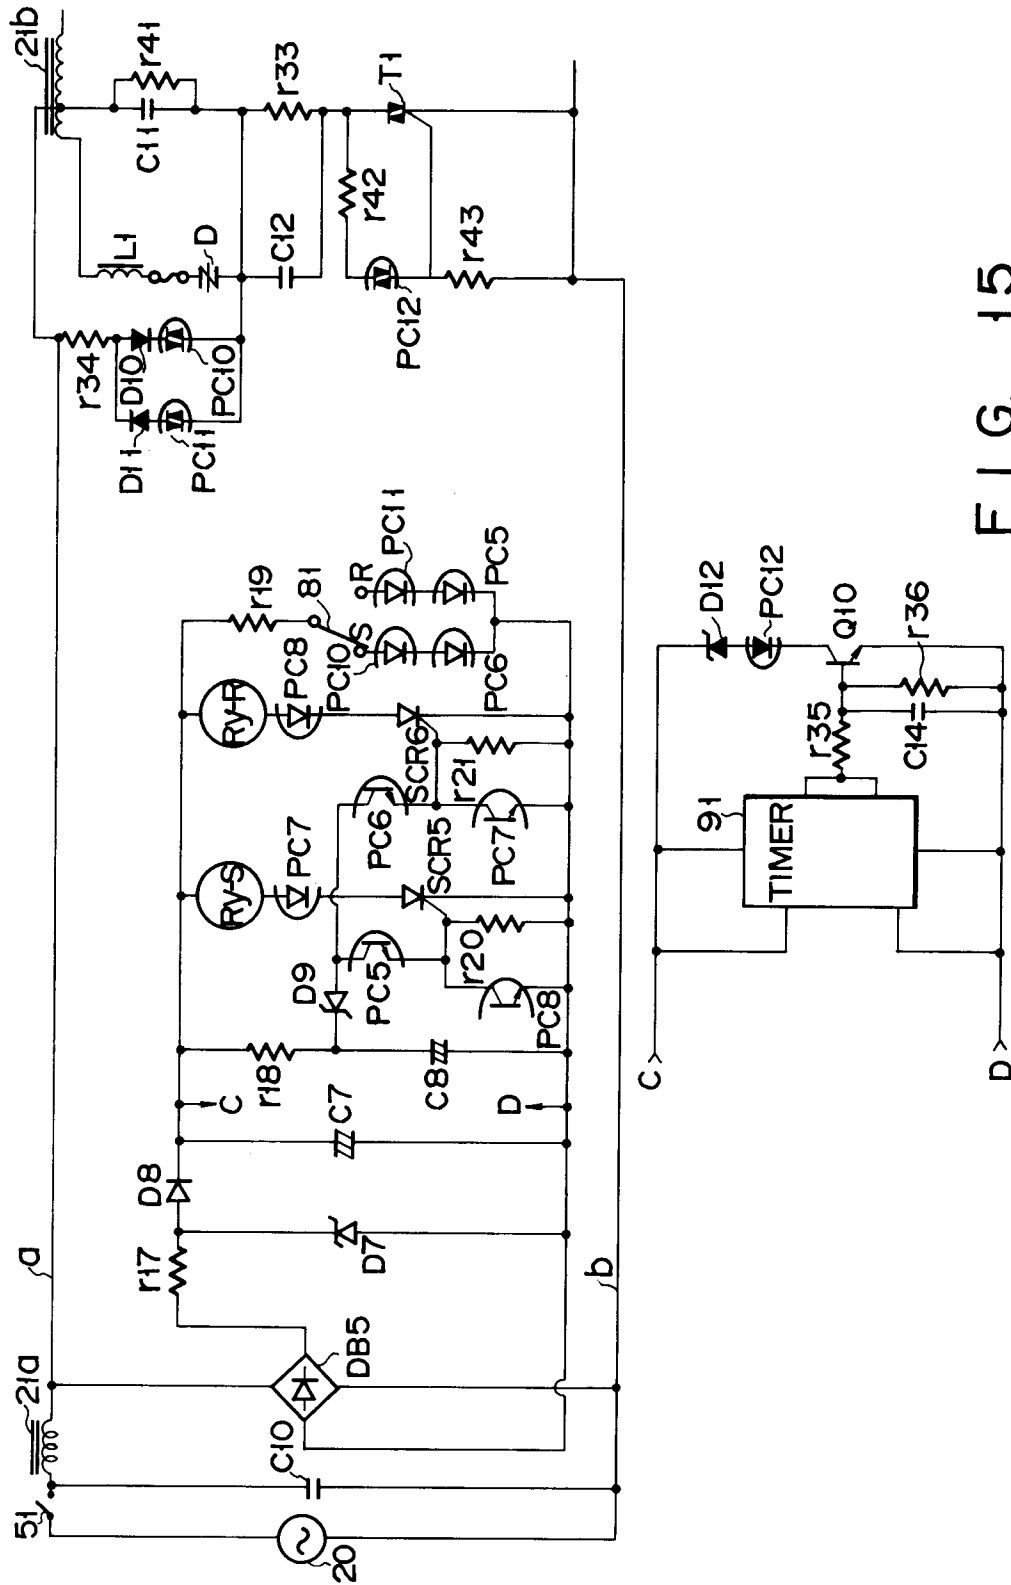 21b
r41
C11
r33
T1
r42
L1
D
C12
PC12
r43
r34
D10
PC10
D11
PC11
a
21a
51
r19
81
R
S
PC11
PC5
PC10
PC6
Ry-R
PC8
SCR6
r21
PC6
PC7
Ry-S
PC7
SCR5
r20
PC5
PC8
D9
r18
C8
C
D
C7
D8
D7
r17
DB5
b
C10
20
C
D
91
TIMER
r35
C14
r36
Q10
PC12
D12
FIG. 15